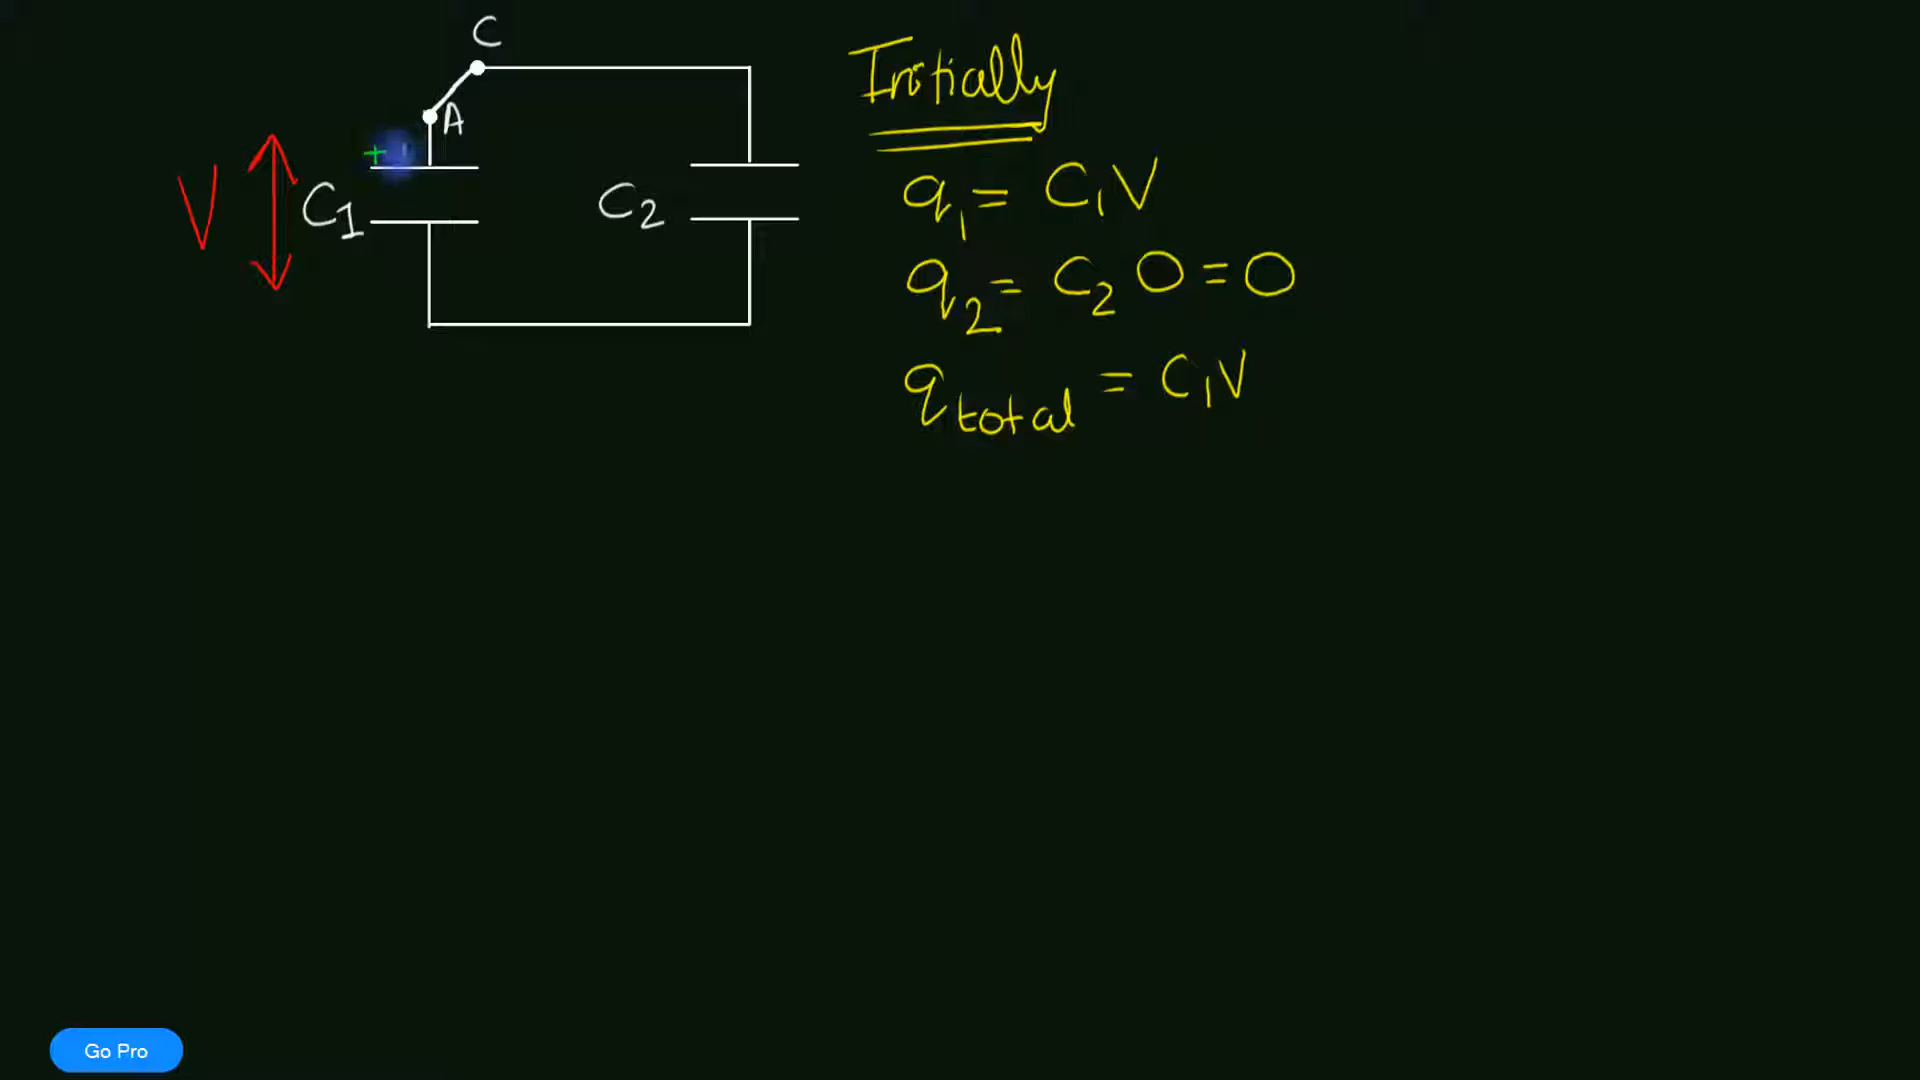 C
A
+
V
C1
C2
Initially
q1 = C1V
q2 = C2 0 = 0
qtotal = C1V
Go Pro